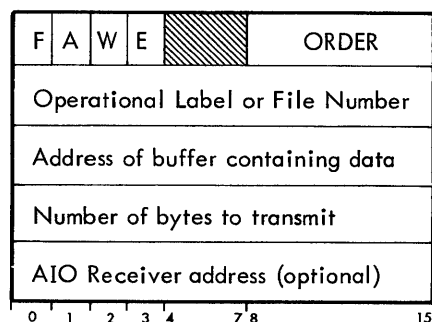 F A W E ORDER
Operational Label or File Number
Address of buffer containing data
Number of bytes to transmit
AIO Receiver address (optional)
0 1 2 3 4 7 8 15